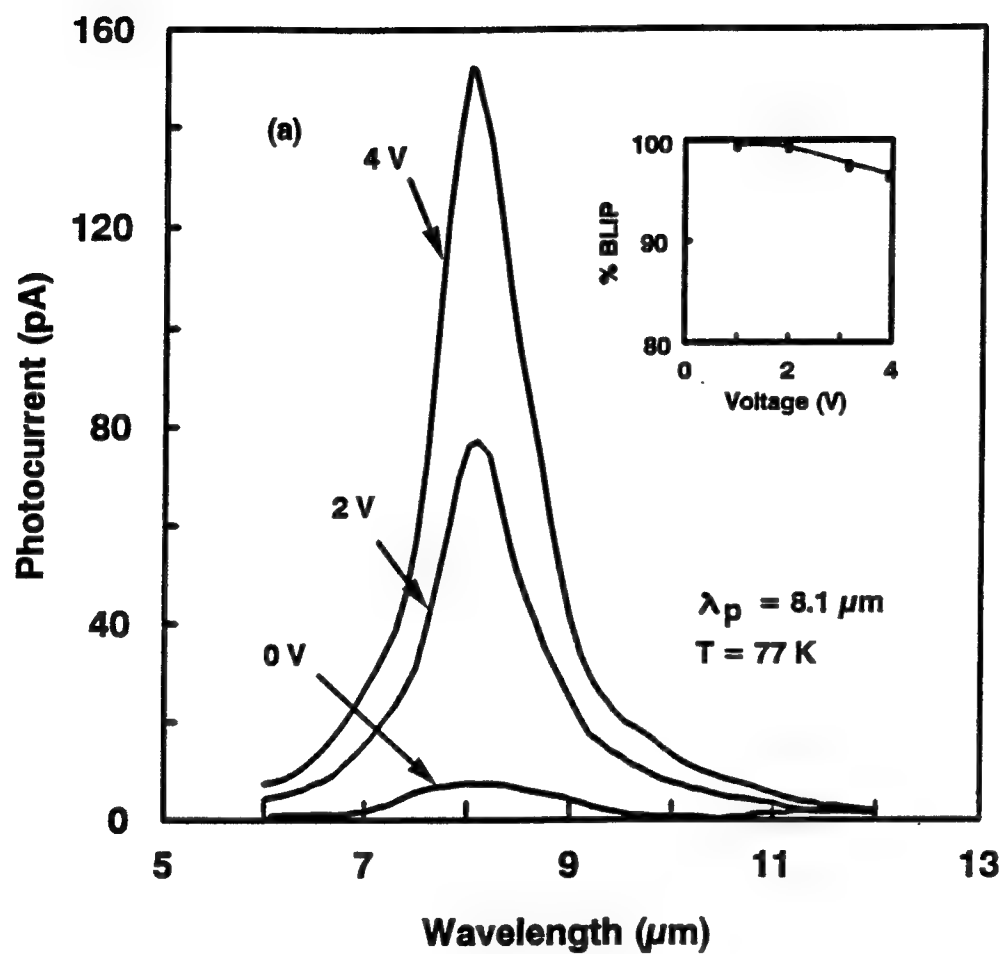 160
(a)
4 V
100
120
% BLIP
90
80
0
2
4
Voltage (V)
Photocurrent (pA)
80
2 V
λp = 8.1 μm
40
T = 77 K
0 V
0
5
7
9
11
13
Wavelength (μm)